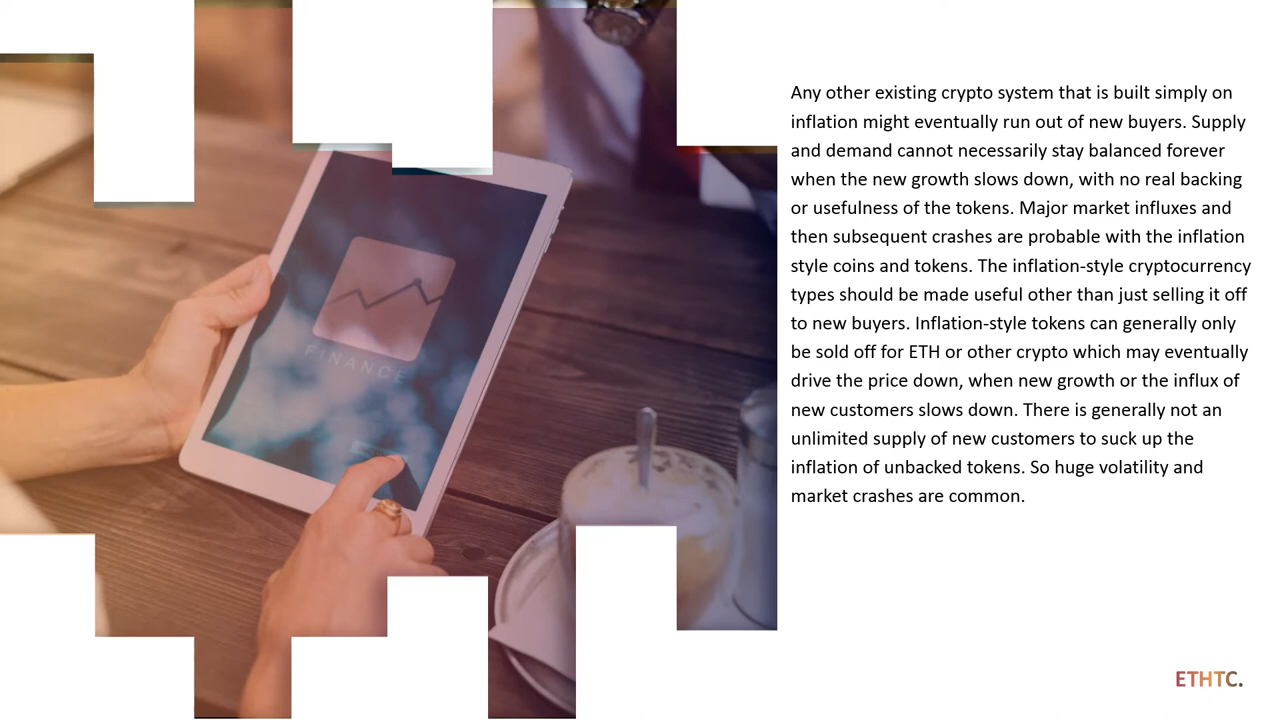 Any other existing crypto system that is built simply on
inflation might eventually run out of new buyers. Supply
and demand cannot necessarily stay balanced forever
when the new growth slows down, with no real backing
or usefulness of the tokens. Major market influxes and
then subsequent crashes are probable with the inflation
style coins and tokens. The inflation-style cryptocurrency
types should be made useful other than just selling it off
to new buyers. Inflation-style tokens can generally only
be sold off for ETH or other crypto which may eventually
drive the price down, when new growth or the influx of
new customers slows down. There is generally not an
unlimited supply of new customers to suck up the
inflation of unbacked tokens. So huge volatility and
market crashes are common.
FINANCE
ETHTC.